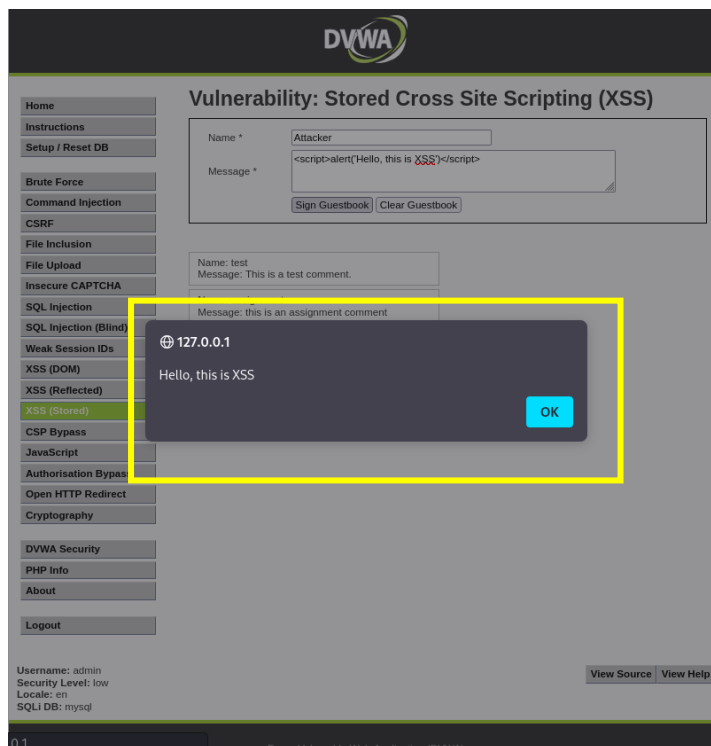 DVWA
Vulnerability: Stored Cross Site Scripting (XSS)
Home
Instructions
Setup / Reset DB
Brute Force
Command Injection
CSRF
File Inclusion
File Upload
Insecure CAPTCHA
SQL Injection
SQL Injection (Blind)
Weak Session IDs
XSS (DOM)
XSS (Reflected)
XSS (Stored)
CSP Bypass
JavaScript
Authorisation Bypass
Open HTTP Redirect
Cryptography
DVWA Security
PHP Info
About
Logout
Name * Attacker
Message * <script>alert('Hello, this is XSS')</script>
Sign Guestbook Clear Guestbook
Name: test
Message: This is a test comment.
Message: this is an assignment comment
127.0.0.1
Hello, this is XSS
OK
Username: admin
Security Level: low
Locale: en
SQLi DB: mysql
View Source View Help
0.1